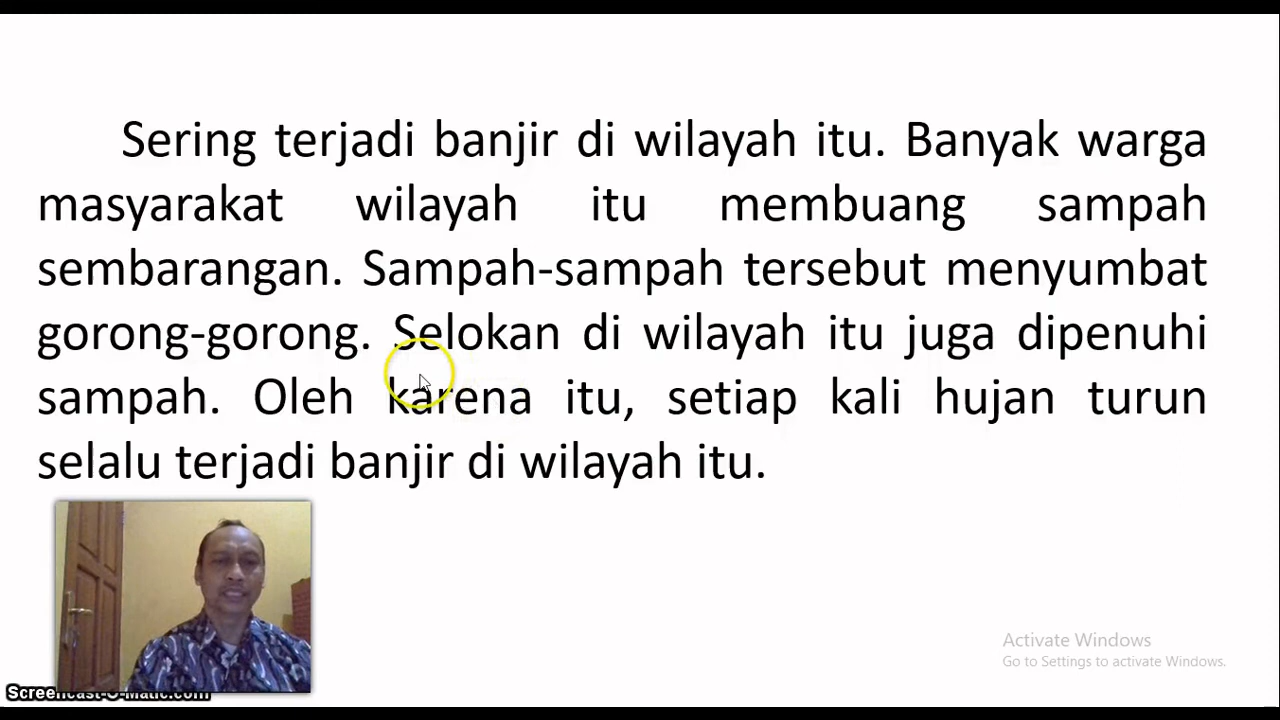 Sering terjadi banjir di wilayah itu. Banyak warga
masyarakat wilayah itu membuang sampah
sembarangan. Sampah-sampah tersebut menyumbat
gorong-gorong. Selokan di wilayah itu juga dipenuhi
sampah. Oleh karena itu, setiap kali hujan turun
selalu terjadi banjir di wilayah itu.
Activate Windows
Go to Settings to activate Windows.
Screencast-O-Matic.com